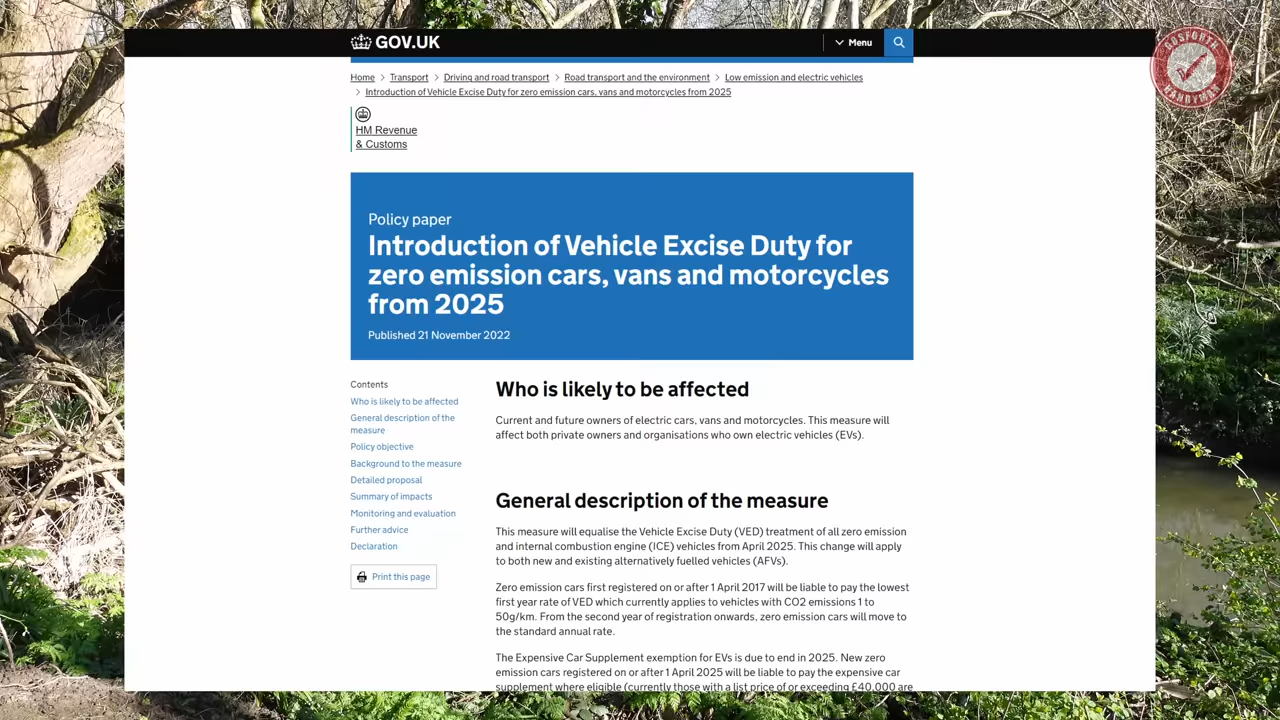 GOV.UK
Menu
Home > Transport > Driving and road transport > Road transport and the environment > Low emission and electric vehicles
> Introduction of Vehicle Excise Duty for zero emission cars, vans and motorcycles from 2025
HM Revenue
& Customs
GOSFORTH
HANDYMAN
Policy paper
Introduction of Vehicle Excise Duty for
zero emission cars, vans and motorcycles
from 2025
Published 21 November 2022
Contents
Who is likely to be affected
General description of the
measure
Policy objective
Background to the measure
Detailed proposal
Summary of impacts
Monitoring and evaluation
Further advice
Declaration
Print this page
Who is likely to be affected
Current and future owners of electric cars, vans and motorcycles. This measure will
affect both private owners and organisations who own electric vehicles (EVs).
General description of the measure
This measure will equalise the Vehicle Excise Duty (VED) treatment of all zero emission
and internal combustion engine (ICE) vehicles from April 2025. This change will apply
to both new and existing alternatively fuelled vehicles (AFVs).
Zero emission cars first registered on or after 1 April 2017 will be liable to pay the lowest
first year rate of VED which currently applies to vehicles with CO2 emissions 1 to
50g/km. From the second year of registration onwards, zero emission cars will move to
the standard annual rate.
The Expensive Car Supplement exemption for EVs is due to end in 2025. New zero
emission cars registered on or after 1 April 2025 will be liable to pay the expensive car
supplement where eligible (currently those with a list price of or exceeding £40,000 are